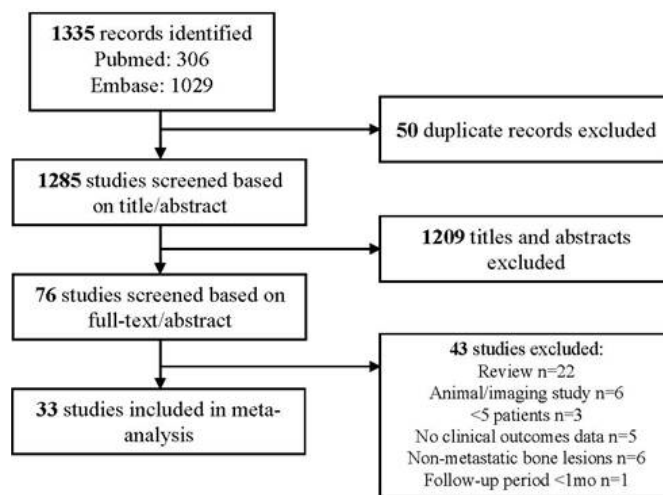 1335 records identified
Pubmed: 306
Embase: 1029
50 duplicate records excluded
1285 studies screened based
on title/abstract
1209 titles and abstracts
excluded
76 studies screened based on
full-text/abstract
43 studies excluded:
Review n=22
Animal/imaging study n=6
<5 patients n=3
No clinical outcomes data n=5
Non-metastatic bone lesions n=6
Follow-up period <1mo n=1
33 studies included in meta-
analysis